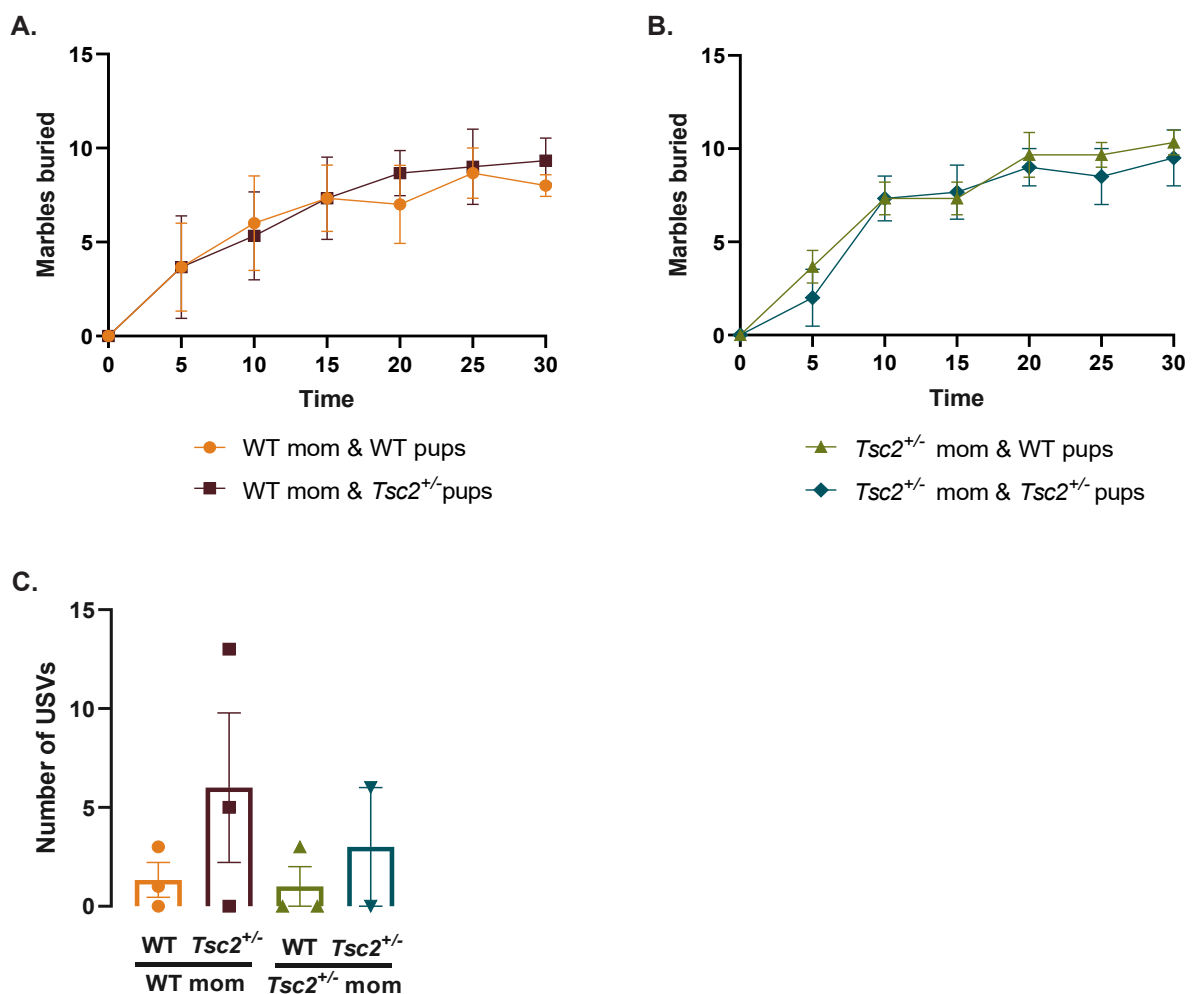 A.
15
10
5
0
Marbles buried
0 5 10 15 20 25 30
Time
WT mom & WT pups
WT mom & Tsc2+/- pups
B.
15
10
5
0
Marbles buried
0 5 10 15 20 25 30
Time
Tsc2+/- mom & WT pups
Tsc2+/- mom & Tsc2+/- pups
C.
15
10
5
0
Number of USVs
WT Tsc2+/- WT Tsc2+/-
WT mom Tsc2+/- mom